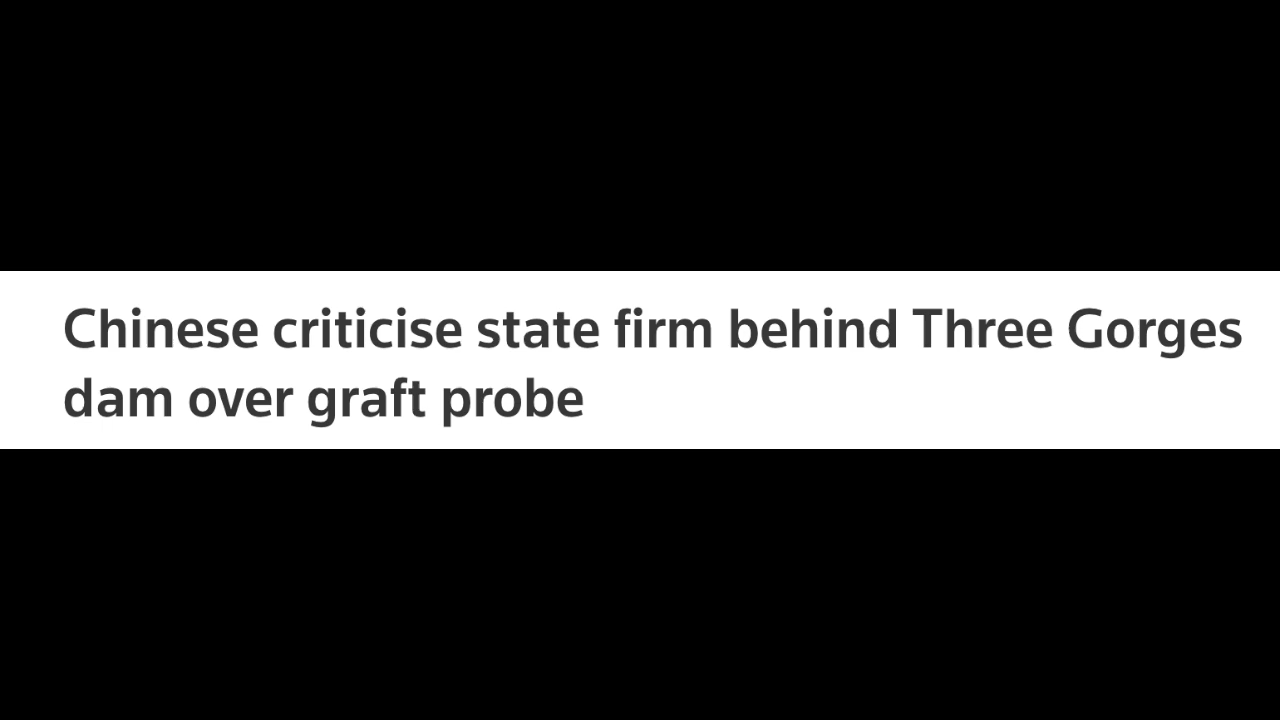 Chinese criticise state firm behind Three Gorges
dam over graft probe